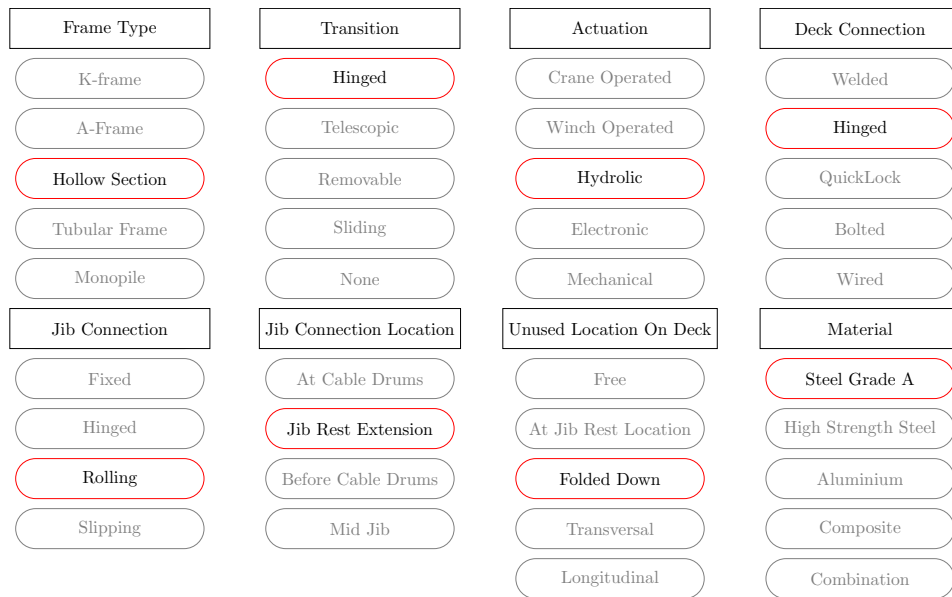 Frame Type
K-frame
A-Frame
Hollow Section
Tubular Frame
Monopile
Transition
Hinged
Telescopic
Removable
Sliding
None
Actuation
Crane Operated
Winch Operated
Hydrolic
Electronic
Mechanical
Deck Connection
Welded
Hinged
QuickLock
Bolted
Wired
Jib Connection
Fixed
Hinged
Rolling
Slipping
Jib Connection Location
At Cable Drums
Jib Rest Extension
Before Cable Drums
Mid Jib
Unused Location On Deck
Free
At Jib Rest Location
Folded Down
Transversal
Longitudinal
Material
Steel Grade A
High Strength Steel
Aluminium
Composite
Combination